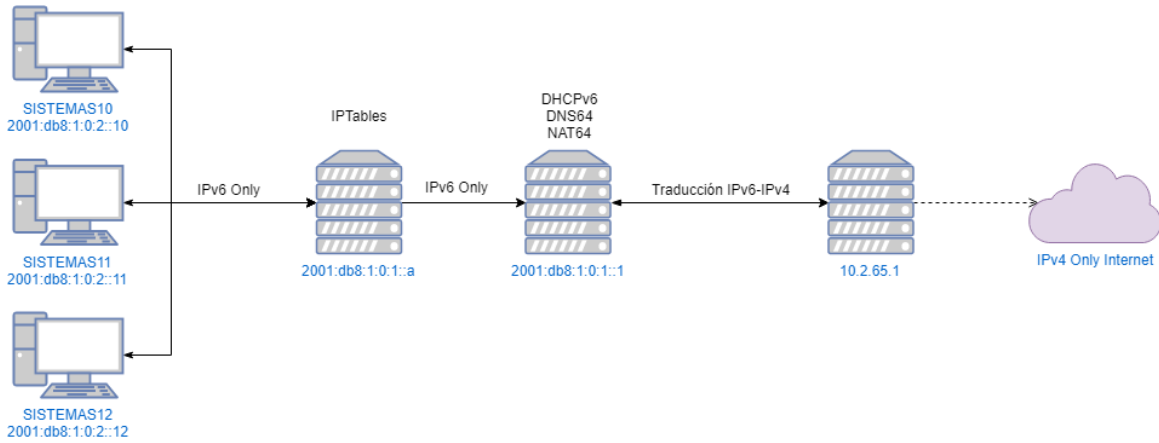 SISTEMAS10
2001:db8:1:0:2::10
SISTEMAS11
2001:db8:1:0:2::11
SISTEMAS12
2001:db8:1:0:2::12
IPv6 Only
IPTables
2001:db8:1:0:1::a
IPv6 Only
DHCPv6
DNS64
NAT64
2001:db8:1:0:1::1
Traducción IPv6-IPv4
10.2.65.1
IPv4 Only Internet